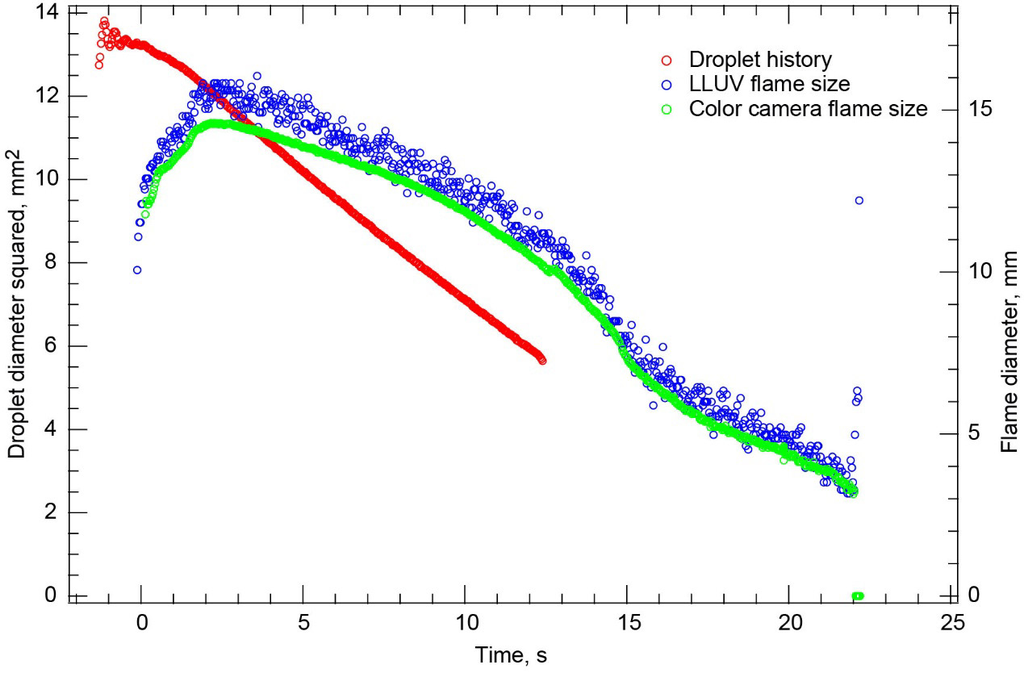 14
12
10
8
6
4
2
0
Droplet diameter squared, mm2
Droplet history
LLUV flame size
Color camera flame size
15
10
5
0
Flame diameter, mm
0 5 10 15 20 25
Time, s